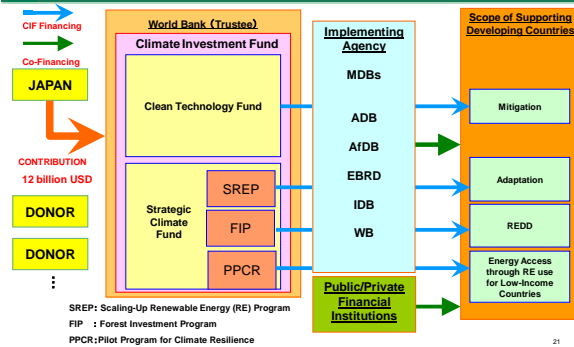 CIF Financing
Co-Financing
JAPAN
CONTRIBUTION
12 billion USD
DONOR
DONOR
⋮
World Bank (Trustee)
Climate Investment Fund
Clean Technology Fund
Strategic
Climate
Fund
SREP
FIP
PPCR
Implementing
Agency
MDBs
ADB
AfDB
EBRD
IDB
WB
Public/Private
Financial
Institutions
Scope of Supporting
Developing Countries
Mitigation
Adaptation
REDD
Energy Access
through RE use
for Low-Income
Countries
SREP: Scaling-Up Renewable Energy (RE) Program
FIP : Forest Investment Program
PPCR:Pilot Program for Climate Resilience
21